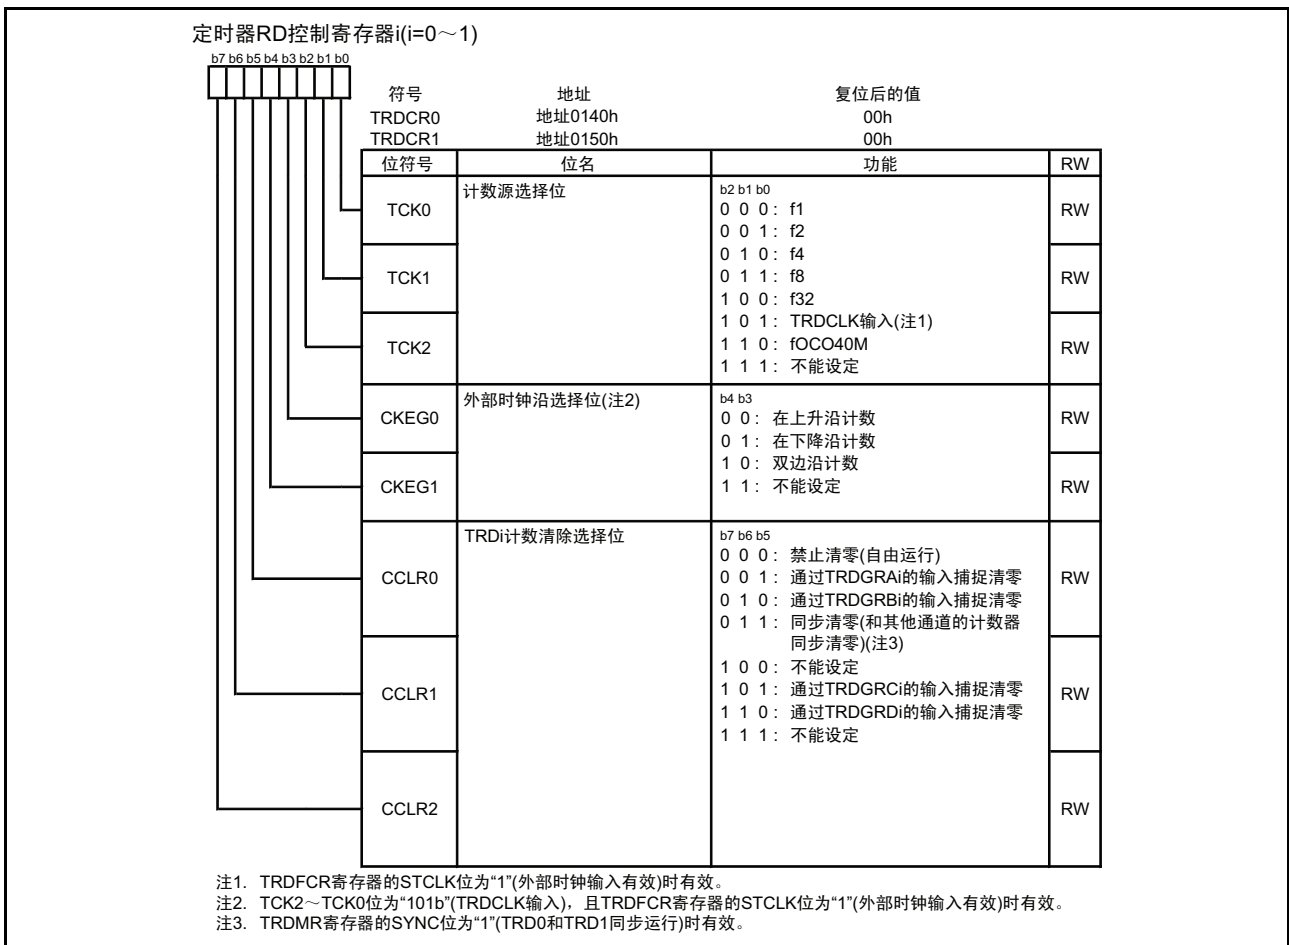 定时器RD控制寄存器i(i=0～1)
b7 b6 b5 b4 b3 b2 b1 b0
符号 地址 复位后的值
TRDCR0 地址0140h 00h
TRDCR1 地址0150h 00h
位符号 位名 功能 RW
TCK0 计数源选择位 b2 b1 b0 RW
0 0 0: f1
0 0 1: f2
0 1 0: f4
TCK1 0 1 1: f8 RW
1 0 0: f32
1 0 1: TRDCLK输入(注1)
TCK2 1 1 0: fOCO40M RW
1 1 1: 不能设定
CKEG0 外部时钟沿选择位(注2) b4 b3 RW
0 0: 在上升沿计数
0 1: 在下降沿计数
1 0: 双边沿计数
CKEG1 1 1: 不能设定 RW
TRDi计数清除选择位 b7 b6 b5
0 0 0: 禁止清零(自由运行)
CCLR0 0 0 1: 通过TRDGRAi的输入捕捉清零 RW
0 1 0: 通过TRDGRBi的输入捕捉清零
0 1 1: 同步清零(和其他通道的计数器
同步清零)(注3)
1 0 0: 不能设定
CCLR1 1 0 1: 通过TRDGRCi的输入捕捉清零 RW
1 1 0: 通过TRDGRDi的输入捕捉清零
1 1 1: 不能设定
CCLR2 RW
注1. TRDFCR寄存器的STCLK位为“1”(外部时钟输入有效)时有效。
注2. TCK2～TCK0位为“101b”(TRDCLK输入)，且TRDFCR寄存器的STCLK位为“1”(外部时钟输入有效)时有效。
注3. TRDMR寄存器的SYNC位为“1”(TRD0和TRD1同步运行)时有效。